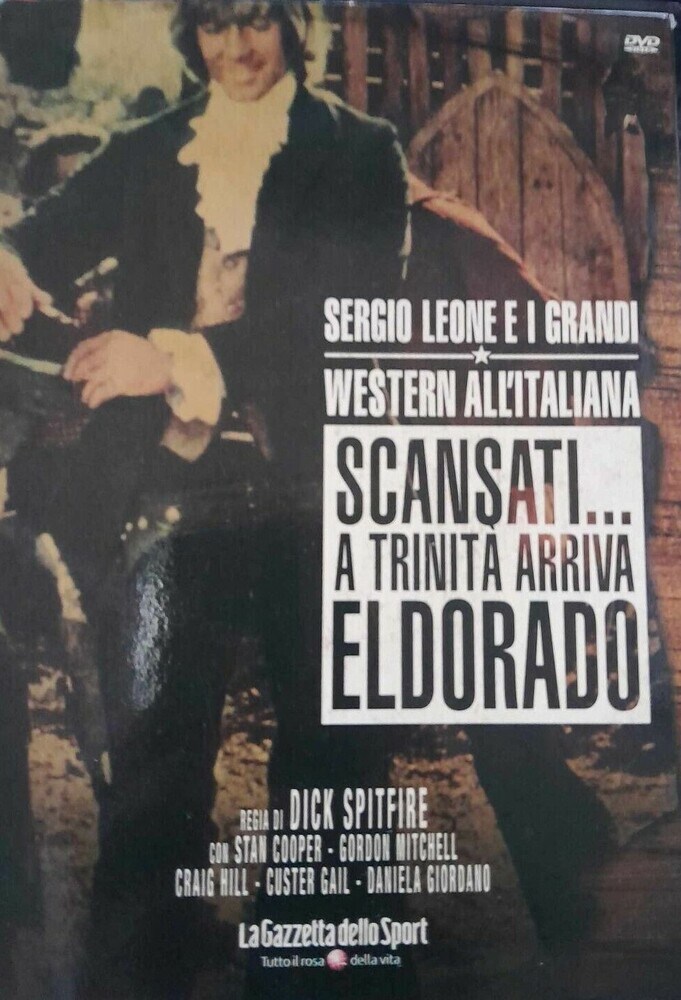 DVD
VIDEO
SERGIO LEONE E I GRANDI
WESTERN ALL'ITALIANA
SCANSATI...
A TRINITÀ ARRIVA
ELDORADO
REGIA DI DICK SPITFIRE
CON STAN COOPER - GORDON MITCHELL
CRAIG HILL - CUSTER GAIL - DANIELA GIORDANO
La Gazzetta dello Sport
Tutto il rosa della vita